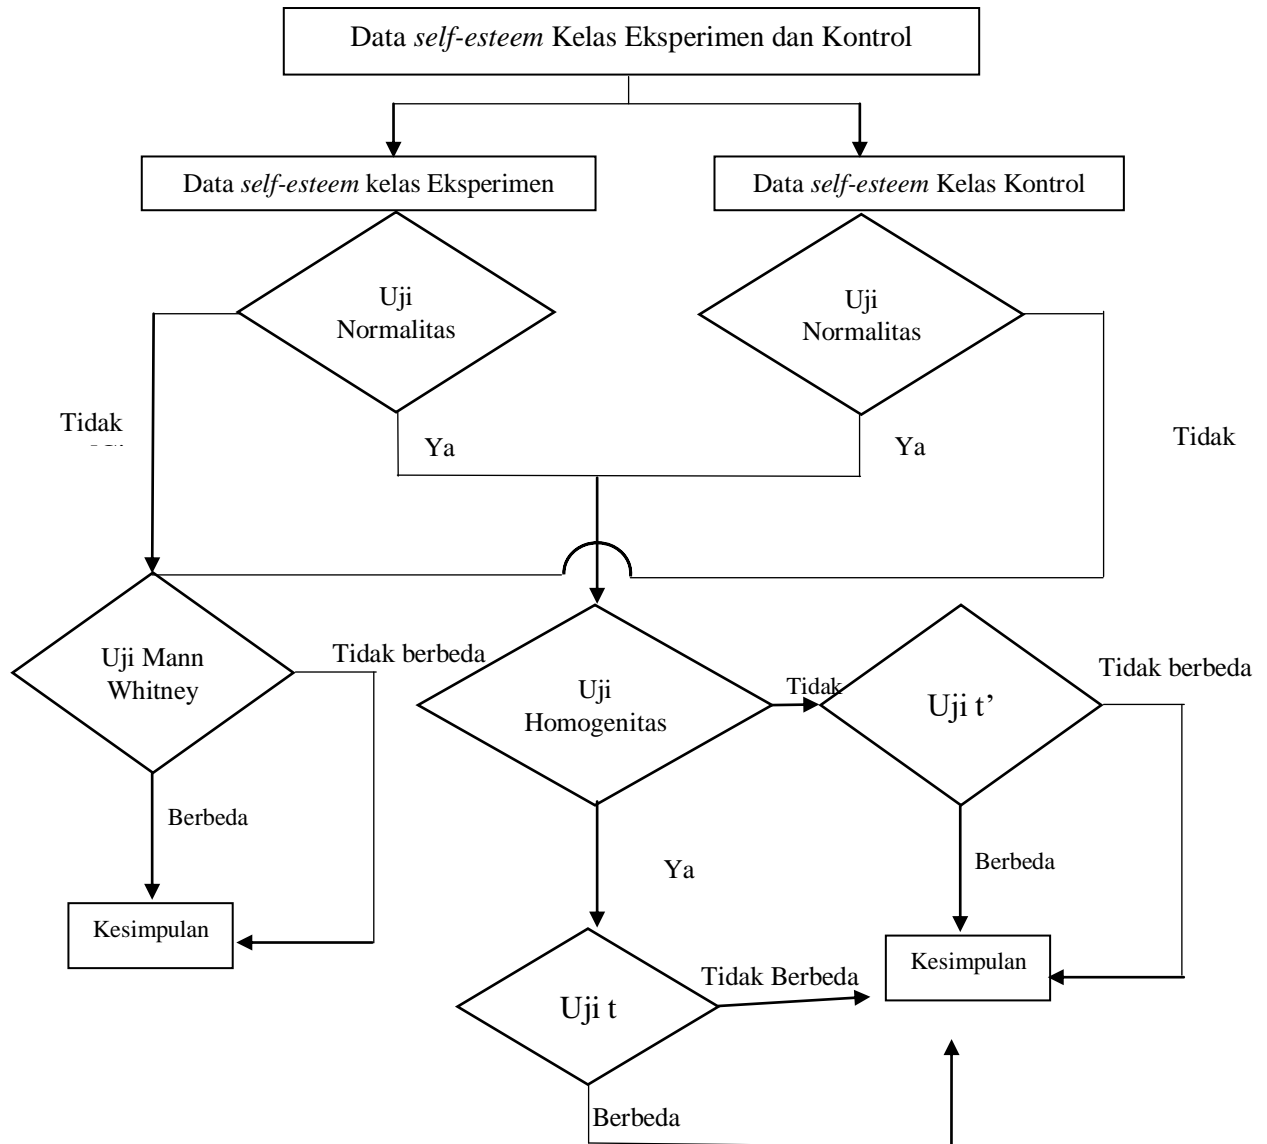 Data self-esteem Kelas Eksperimen dan Kontrol
Data self-esteem kelas Eksperimen
Data self-esteem Kelas Kontrol
Uji
Normalitas
Uji
Normalitas
Tidak
Ya
Ya
Tidak
Uji Mann
Whitney
Tidak berbeda
Uji
Homogenitas
Tidak
Uji t’
Tidak berbeda
Berbeda
Ya
Berbeda
Kesimpulan
Kesimpulan
Uji t
Tidak Berbeda
Berbeda